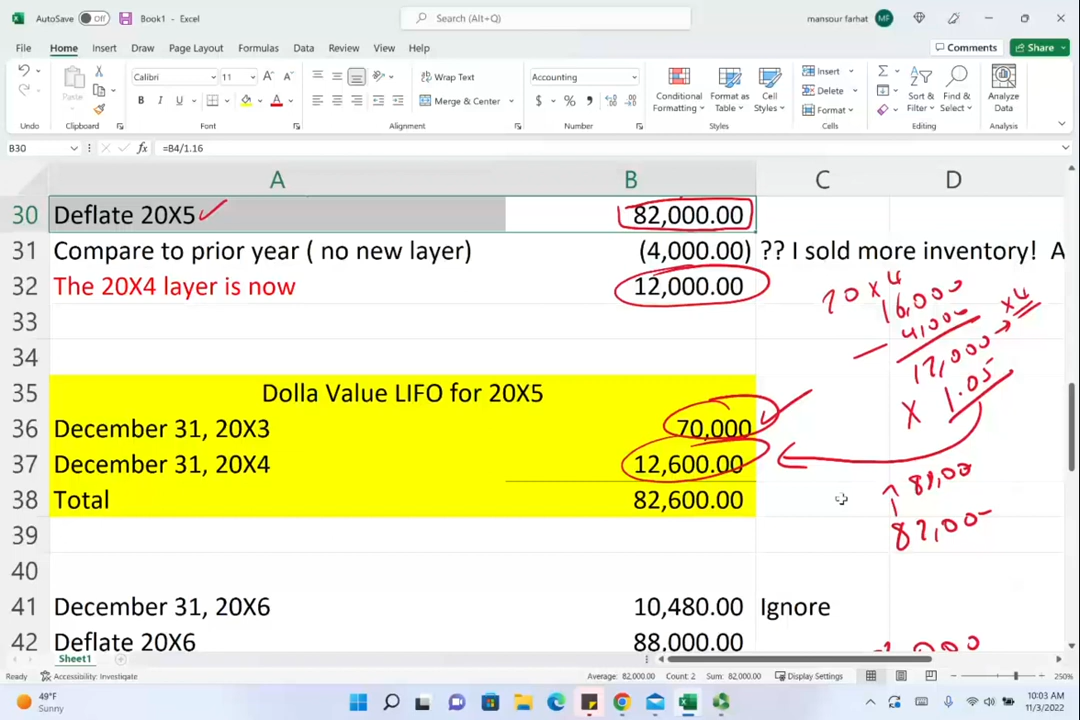 AutoSave Off Book1 - Excel Search (Alt+Q) mansour farhat MF
File Home Insert Draw Page Layout Formulas Data Review View Help Comments Share
Calibri 11 Wrap Text Accounting Insert
Paste B I U Merge & Center $ % Conditional Formatting Format as Table Cell Styles Delete Format Sort & Filter Find & Select Analyze Data
Undo Clipboard Font Alignment Number Styles Cells Editing Analysis
B30 fx =B4/1.16
A B C D
30 Deflate 20X5 82,000.00
31 Compare to prior year ( no new layer) (4,000.00) ?? I sold more inventory! A
32 The 20X4 layer is now 12,000.00
20 x 4
16,000
- 4,000
12,000 → x4
X 1.05
33
34
35 Dolla Value LIFO for 20X5
36 December 31, 20X3 70,000
37 December 31, 20X4 12,600.00
38 Total 82,600.00
39
40
41 December 31, 20X6 10,480.00 Ignore
42 Deflate 20X6 88,000.00
Sheet1
Ready Accessibility: Investigate Average: 82,000.00 Count: 2 Sum: 82,000.00 Display Settings 250%
49°F
Sunny
10:03 AM
11/3/2022